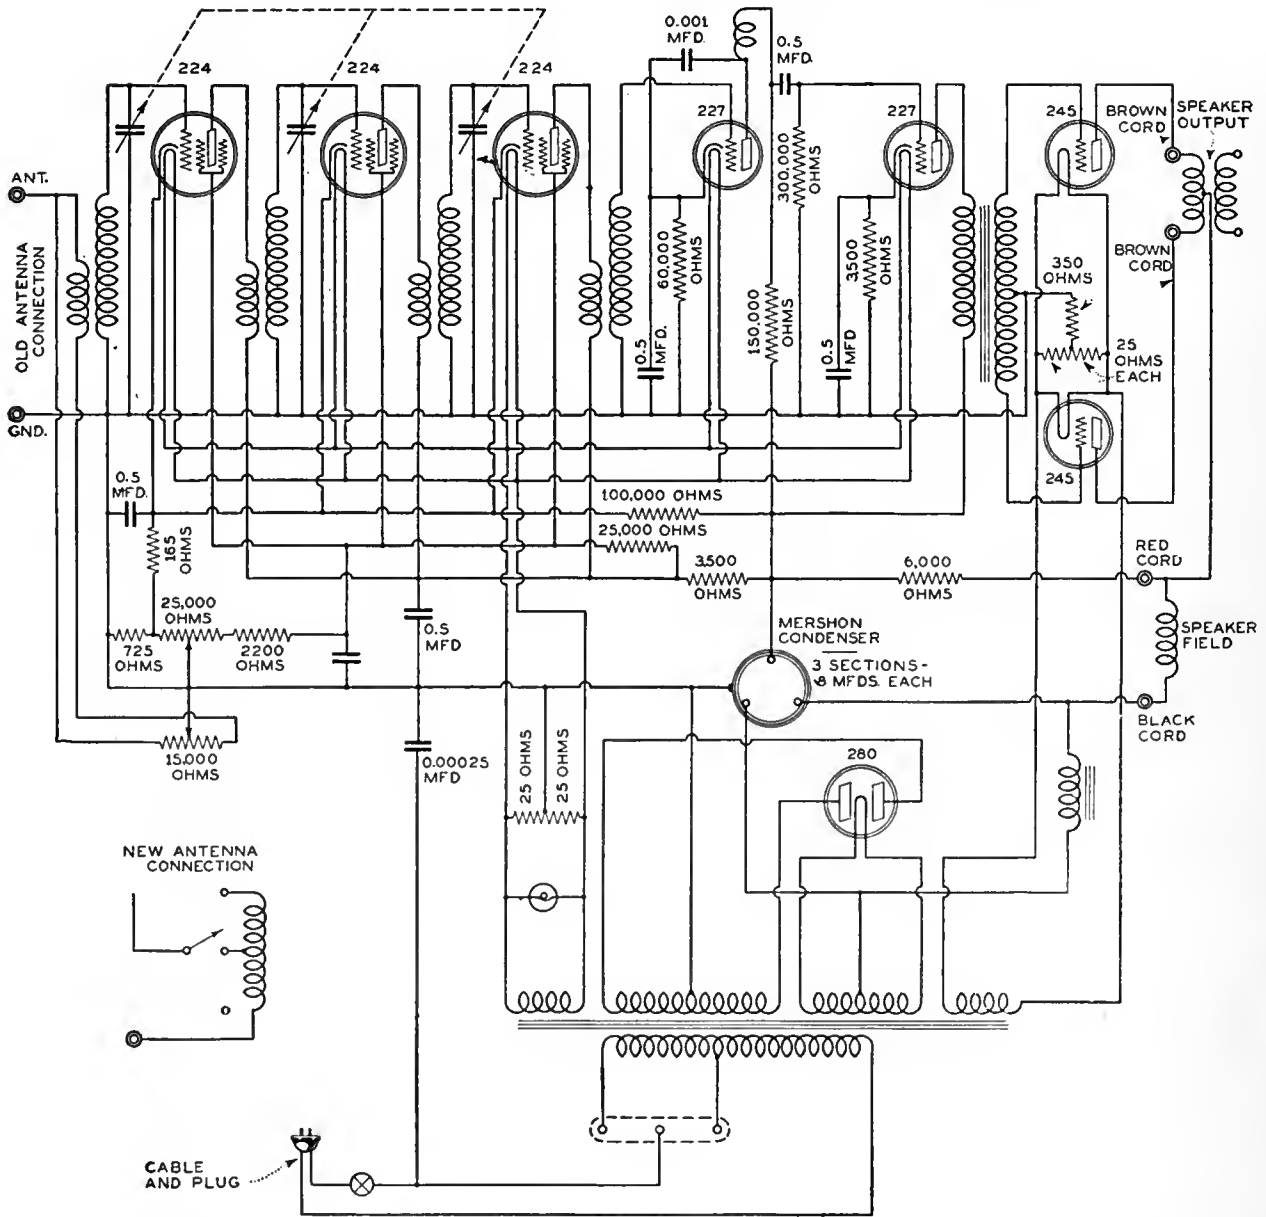 0.001
MFD.
0.5
MFD.
224
224
224
227
227
245
BROWN
CORD
SPEAKER
OUTPUT
ANT.
OLD ANTENNA
CONNECTION
GND.
60,000
OHMS
300,000
OHMS
3,500
OHMS
150,000
OHMS
0.5
MFD.
0.5
MFD
BROWN
CORD
350
OHMS
25
OHMS
EACH
245
0.5
MFD.
165
OHMS
100,000 OHMS
25,000 OHMS
3,500
OHMS
6,000
OHMS
RED
CORD
25,000
OHMS
725
OHMS
2200
OHMS
0.5
MFD
MERSHON
CONDENSER
3 SECTIONS-
8 MFDS. EACH
SPEAKER
FIELD
BLACK
CORD
15,000
OHMS
0.00025
MFD
25 OHMS
25 OHMS
280
NEW ANTENNA
CONNECTION
CABLE
AND PLUG